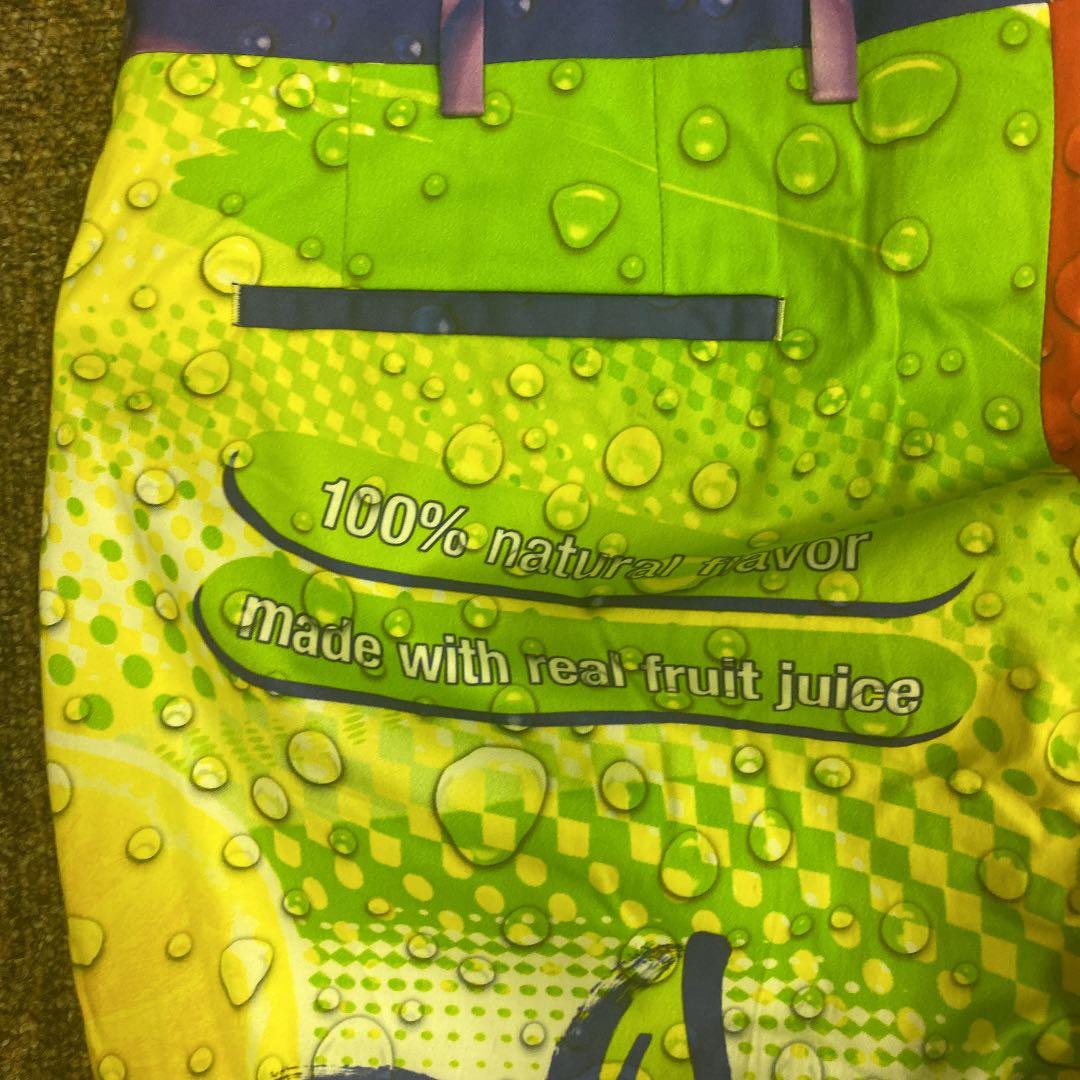 100% natural flavor
made with real fruit juice